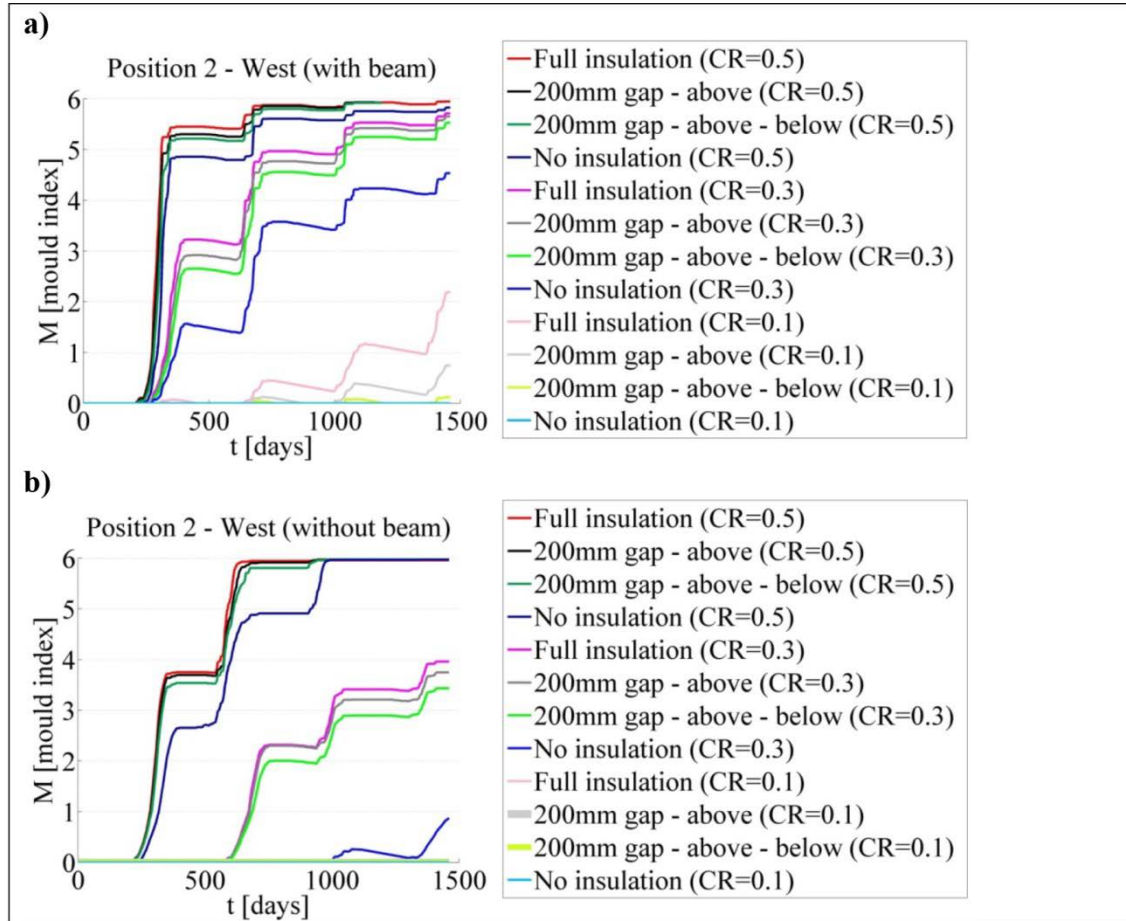 a)
Position 2 - West (with beam)
6
5
4
3
2
1
0
M [mould index]
0 500 1000 1500
t [days]
Full insulation (CR=0.5)
200mm gap - above (CR=0.5)
200mm gap - above - below (CR=0.5)
No insulation (CR=0.5)
Full insulation (CR=0.3)
200mm gap - above (CR=0.3)
200mm gap - above - below (CR=0.3)
No insulation (CR=0.3)
Full insulation (CR=0.1)
200mm gap - above (CR=0.1)
200mm gap - above - below (CR=0.1)
No insulation (CR=0.1)
b)
Position 2 - West (without beam)
6
5
4
3
2
1
0
M [mould index]
0 500 1000 1500
t [days]
Full insulation (CR=0.5)
200mm gap - above (CR=0.5)
200mm gap - above - below (CR=0.5)
No insulation (CR=0.5)
Full insulation (CR=0.3)
200mm gap - above (CR=0.3)
200mm gap - above - below (CR=0.3)
No insulation (CR=0.3)
Full insulation (CR=0.1)
200mm gap - above (CR=0.1)
200mm gap - above - below (CR=0.1)
No insulation (CR=0.1)